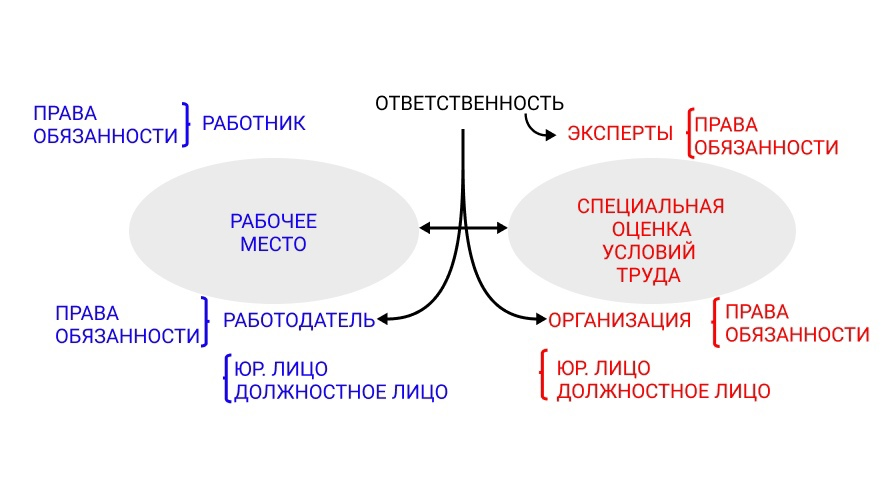 ОТВЕТСТВЕННОСТЬ
ПРАВА
ОБЯЗАННОСТИ
РАБОТНИК
ЭКСПЕРТЫ
ПРАВА
ОБЯЗАННОСТИ
РАБОЧЕЕ
МЕСТО
СПЕЦИАЛЬНАЯ
ОЦЕНКА
УСЛОВИЙ
ТРУДА
ПРАВА
ОБЯЗАННОСТИ
РАБОТОДАТЕЛЬ
ОРГАНИЗАЦИЯ
ПРАВА
ОБЯЗАННОСТИ
ЮР. ЛИЦО
ДОЛЖНОСТНОЕ ЛИЦО
ЮР. ЛИЦО
ДОЛЖНОСТНОЕ ЛИЦО